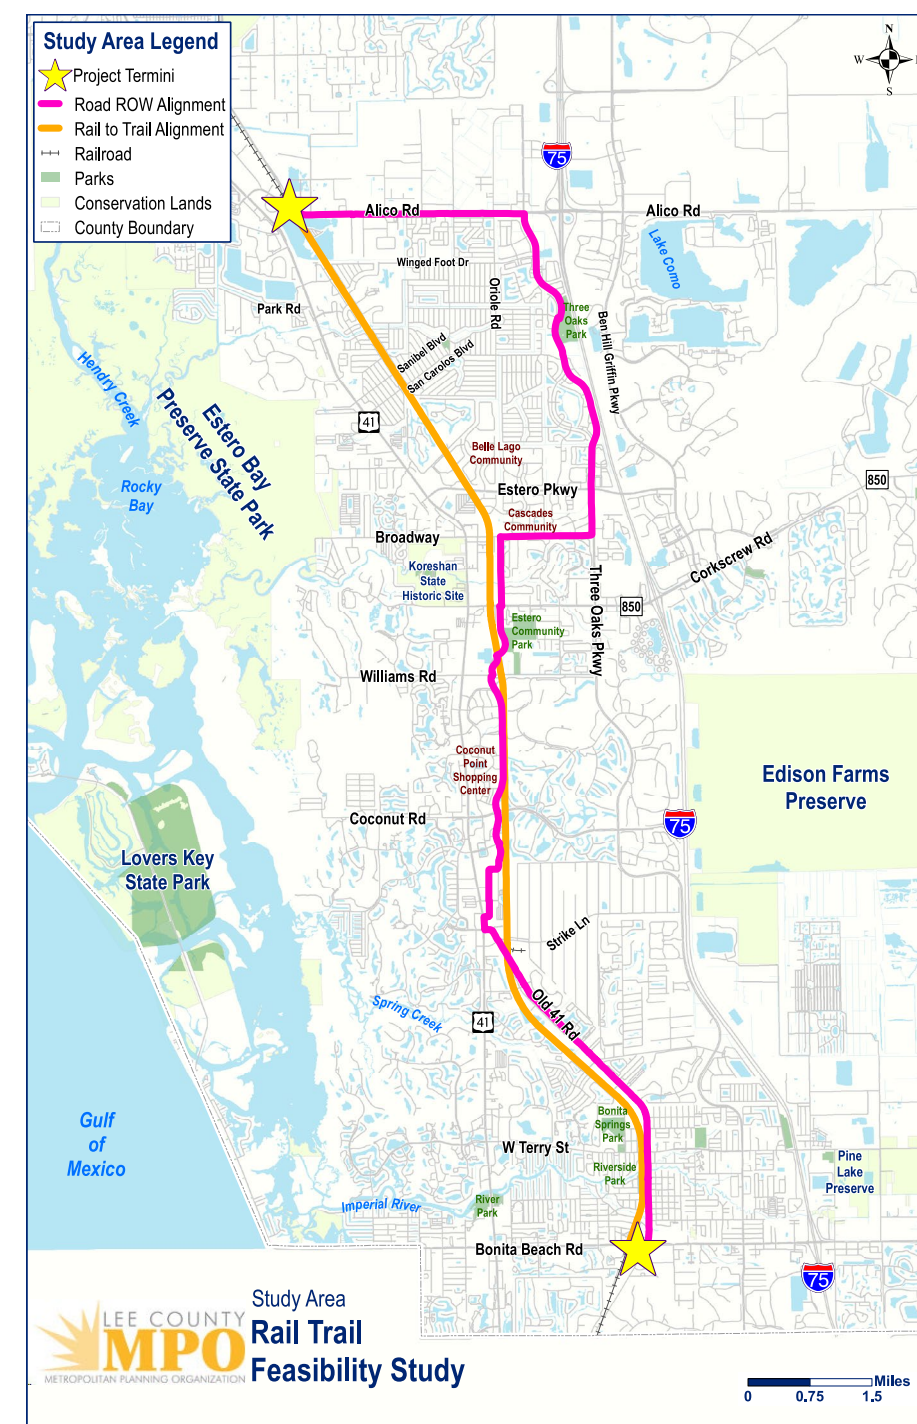 Study Area Legend
Project Termini
Road ROW Alignment
Rail to Trail Alignment
Railroad
Parks
Conservation Lands
County Boundary
N
W
S
75
Alico Rd
Alico Rd
Lake Como
Winged Foot Dr
Oriole Rd
Park Rd
Three
Oaks
Park
Ben Hill Griffin Pkwy
Sanibel Blvd
San Carolos Blvd
Hendry Creek
41
Estero Bay
Preserve State Park
Belle Lago
Community
Rocky
Bay
Estero Pkwy
850
Cascades
Community
Broadway
Corkscrew Rd
Koreshan
State
Historic Site
Three Oaks Pkwy
850
Estero
Community
Park
Williams Rd
Coconut
Point
Shopping
Center
Edison Farms
Preserve
Coconut Rd
75
Lovers Key
State Park
Strike Ln
Old 41 Rd
Spring Creek
41
Gulf
of
Mexico
Bonita
Springs
Park
W Terry St
Riverside
Park
Pine
Lake
Preserve
Imperial River
River
Park
Bonita Beach Rd
75
LEE COUNTY
MPO
METROPOLITAN PLANNING ORGANIZATION
Study Area
Rail Trail
Feasibility Study
Miles
0 0.75 1.5